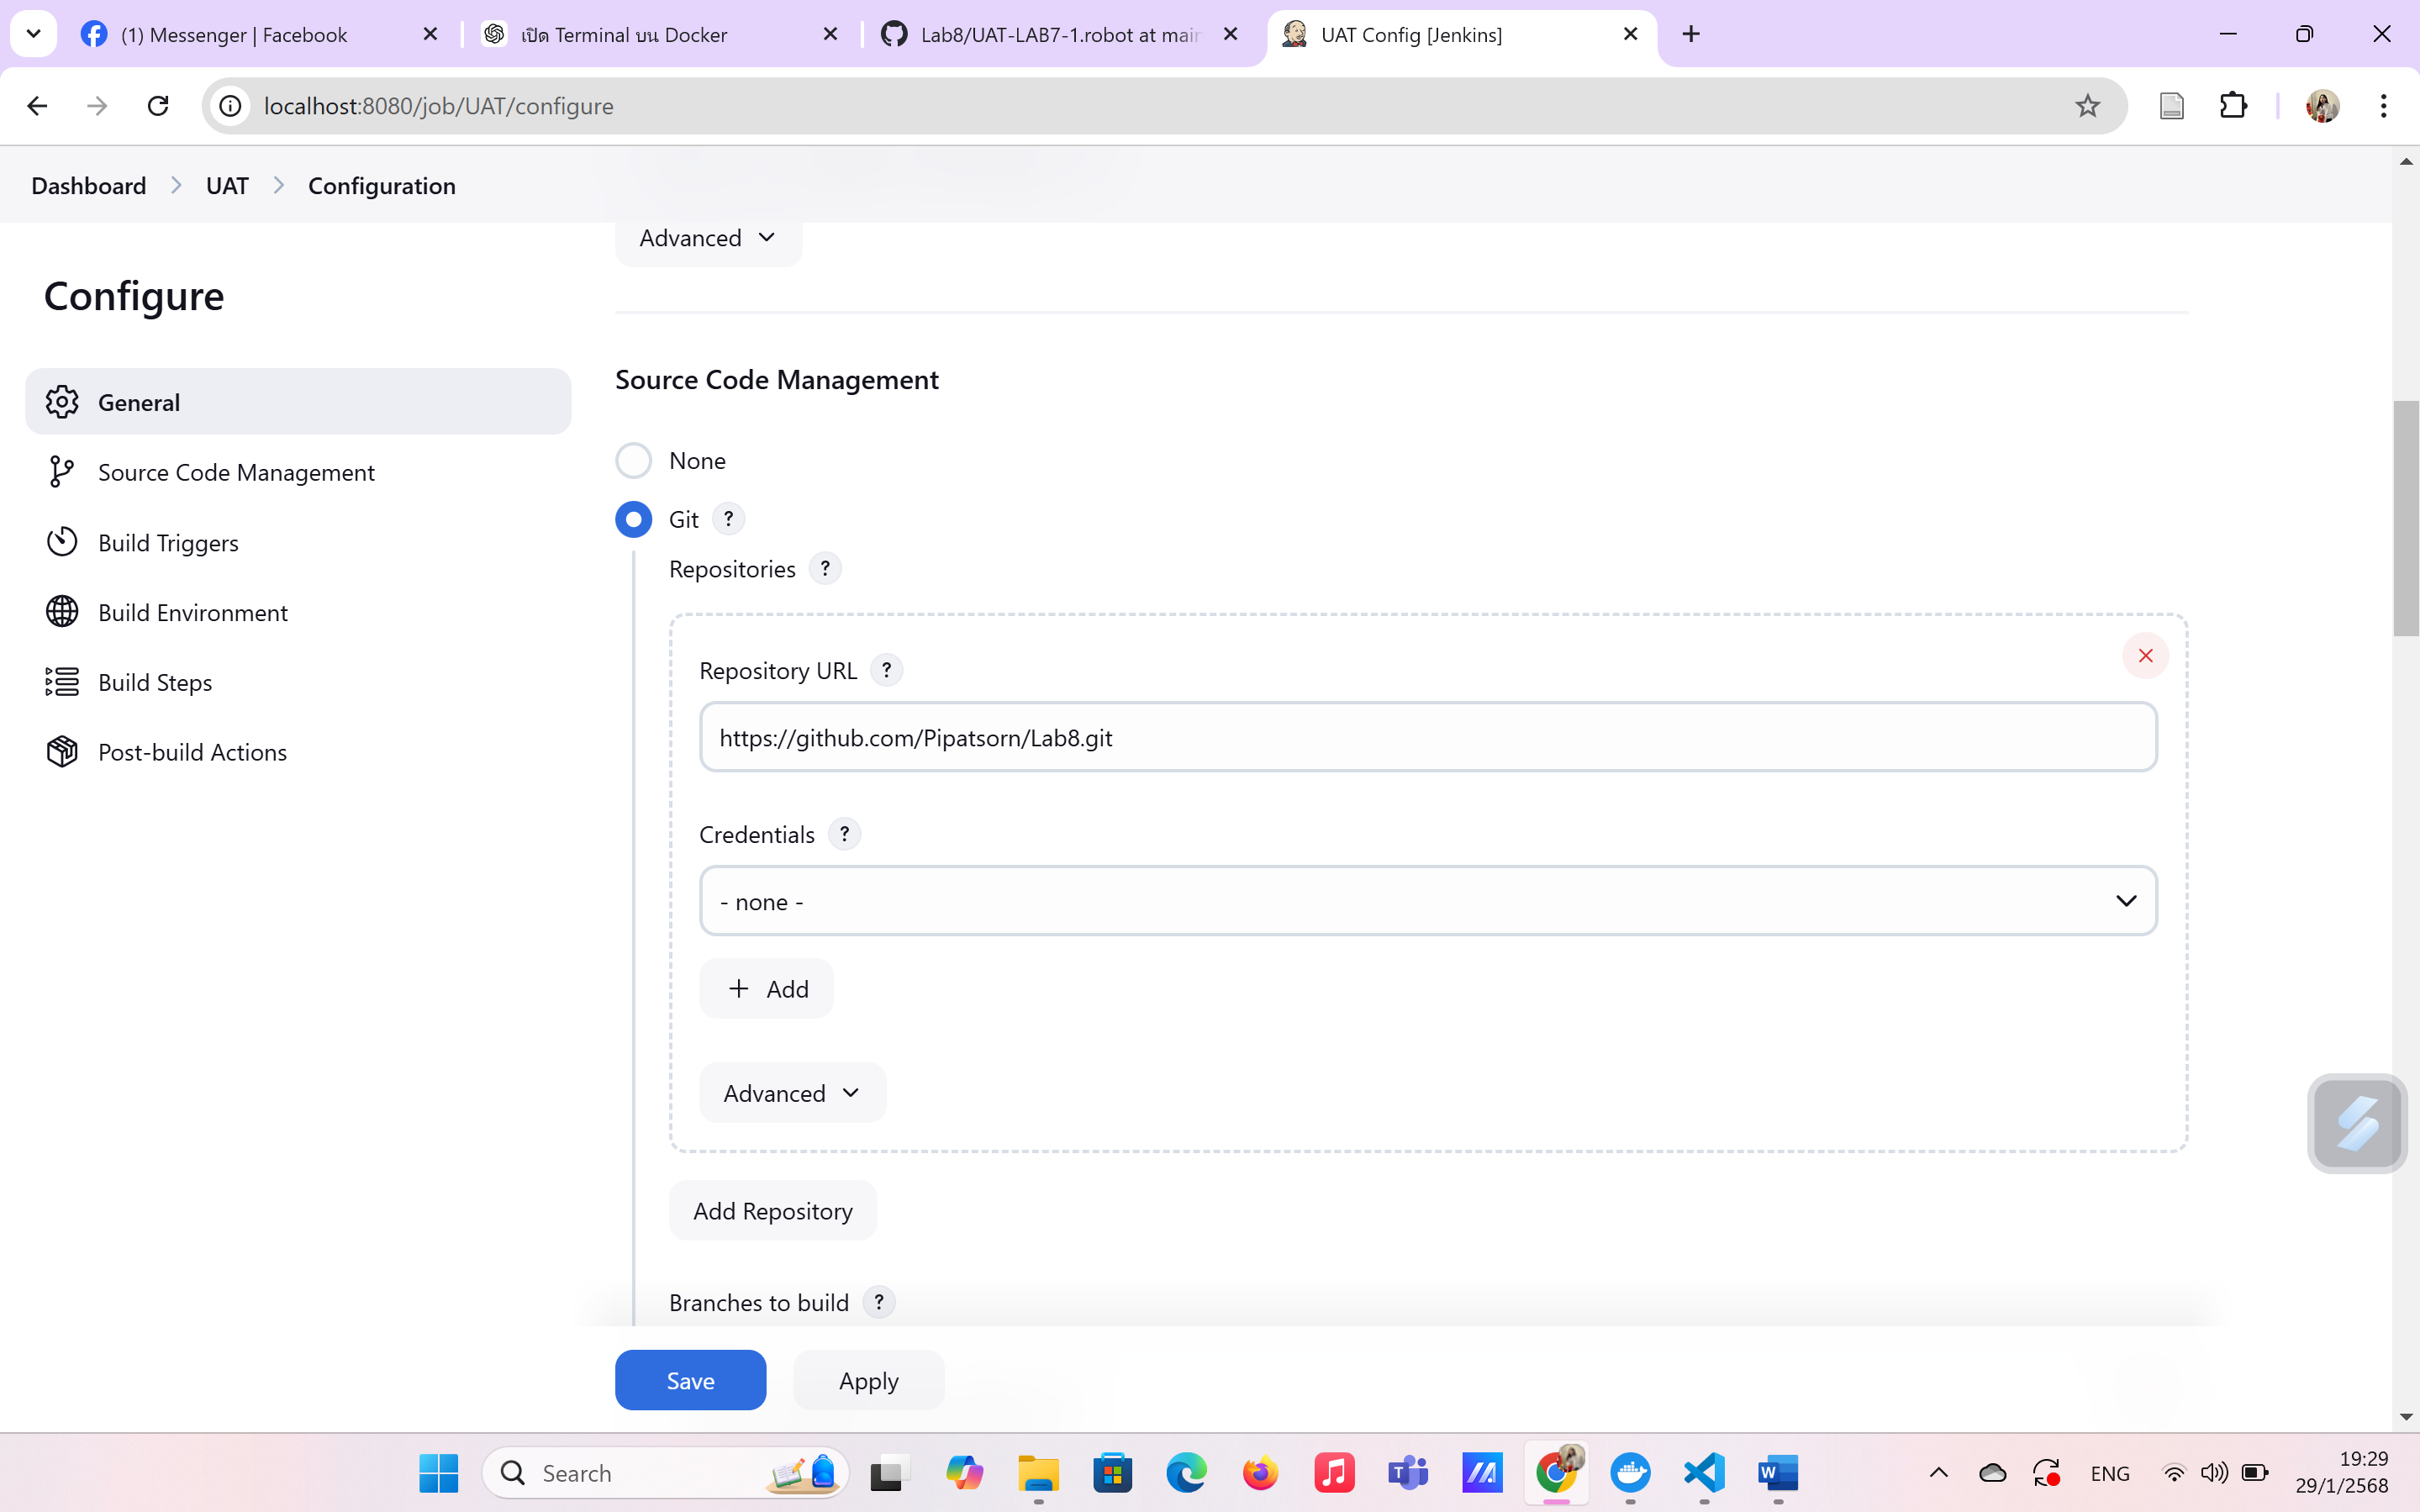 (1) Messenger | Facebook
เปิด Terminal บน Docker
Lab8/UAT-LAB7-1.robot at main
UAT Config [Jenkins]
localhost:8080/job/UAT/configure
Dashboard
UAT
Configuration
Advanced
Configure
General
Source Code Management
Build Triggers
Build Environment
Build Steps
Post-build Actions
Source Code Management
None
Git ?
Repositories ?
Repository URL ?
https://github.com/Pipatsorn/Lab8.git
Credentials ?
- none -
+ Add
Advanced
Add Repository
Branches to build ?
Save
Apply
Search
ENG
19:29
29/1/2568